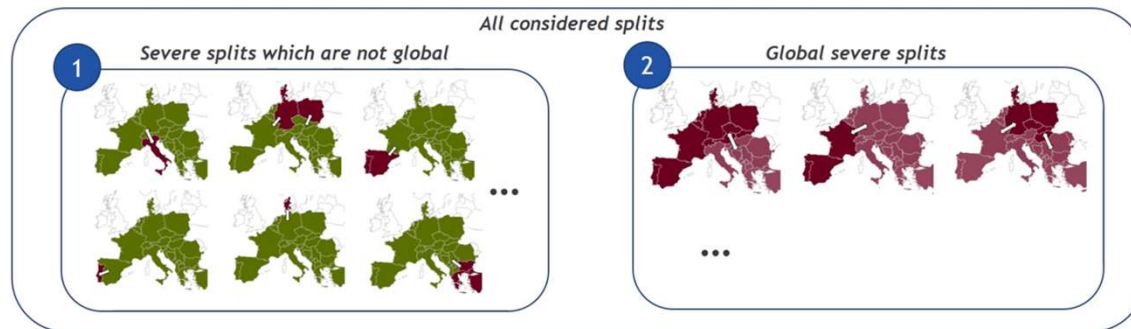 All considered splits
1
Severe splits which are not global
...
2
Global severe splits
...